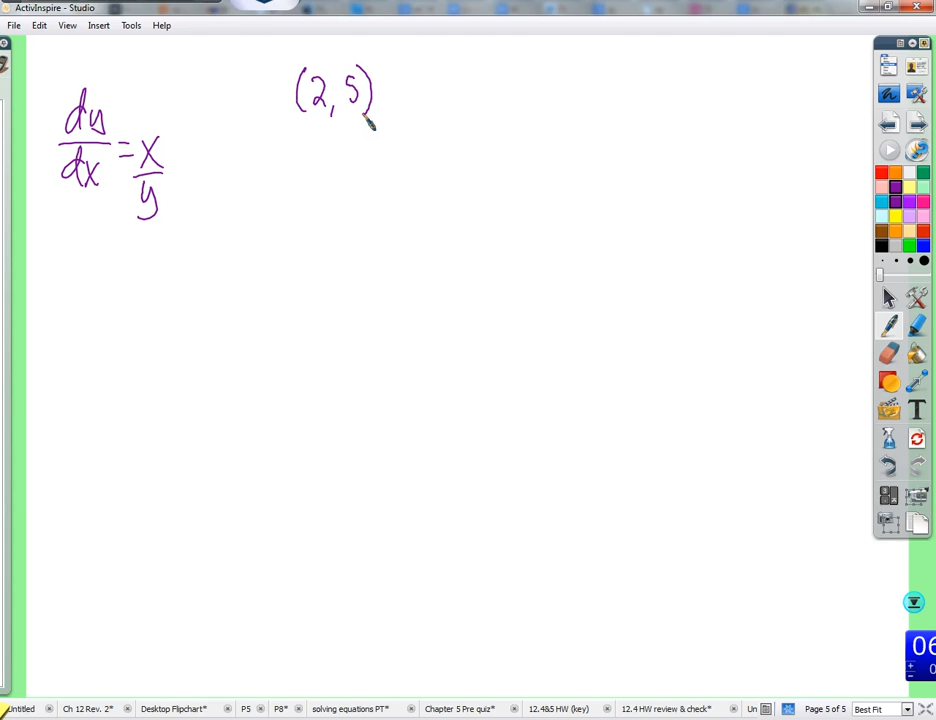 ActivInspire - Studio
File Edit View Insert Tools Help
(2, 5)
dy/dx = x/y
06
Untitled Ch 12 Rev. 2* Desktop Flipchart* P5 P8* solving equations PT* Chapter 5 Pre quiz* 12.4&5 HW (key) 12.4 HW review & check* Un Page 5 of 5 Best Fit